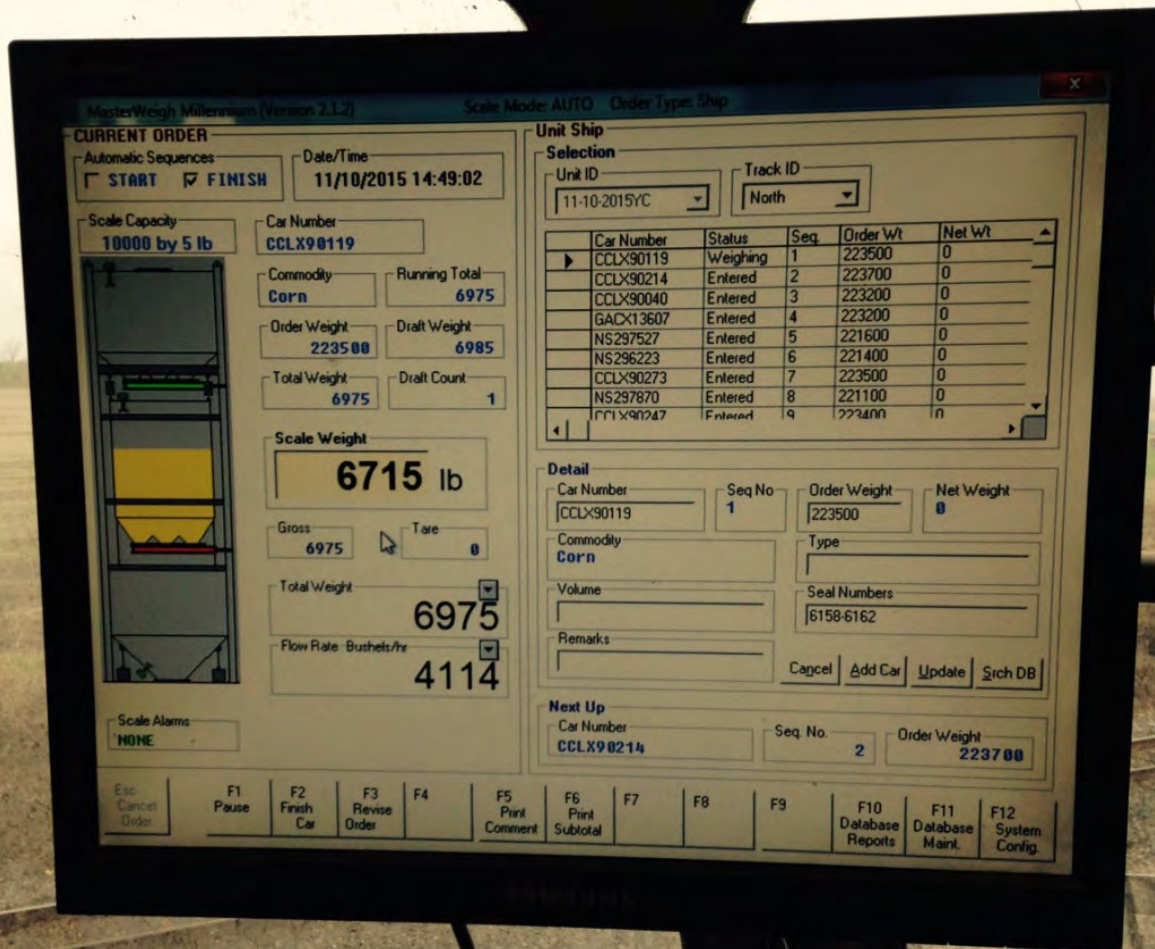 MasterWeigh Millennium (Version 2.1.2) Scale Mode: AUTO Order Type: Ship
X
CURRENT ORDER
Automatic Sequences
START FINISH
Date/Time
11/10/2015 14:49:02
Scale Capacity
10000 by 5 lb
Car Number
CCLX90119
Commodity
Corn
Running Total
6975
Order Weight
223500
Draft Weight
6985
Total Weight
6975
Draft Count
1
Scale Weight
6715 lb
Gross
6975
Tare
0
Total Weight
6975
Flow Rate Bushels/hr
4114
Scale Alarms
NONE
Unit Ship
Selection
Unit ID
11-10-2015YC
Track ID
North
Car Number Status Seq Order Wt Net Wt
CCLX90119 Weighing 1 223500 0
CCLX90214 Entered 2 223700 0
CCLX90040 Entered 3 223200 0
GACX13607 Entered 4 223200 0
NS297527 Entered 5 221600 0
NS296223 Entered 6 221400 0
CCLX90273 Entered 7 223500 0
NS297870 Entered 8 221100 0
CCLX90247 Entered 9 223400 0
Detail
Car Number
CCLX90119
Seq No
1
Order Weight
223500
Net Weight
0
Commodity
Corn
Type
Volume
Seal Numbers
6158-6162
Remarks
Cancel Add Car Update Srch DB
Next Up
Car Number
CCLX90214
Seq. No.
2
Order Weight
223700
Esc
Cancel
Order
F1
Pause
F2
Finish
Car
F3
Revise
Order
F4
F5
Print
Comment
F6
Print
Subtotal
F7
F8
F9
F10
Database
Reports
F11
Database
Maint.
F12
System
Config.
SAMSUNG